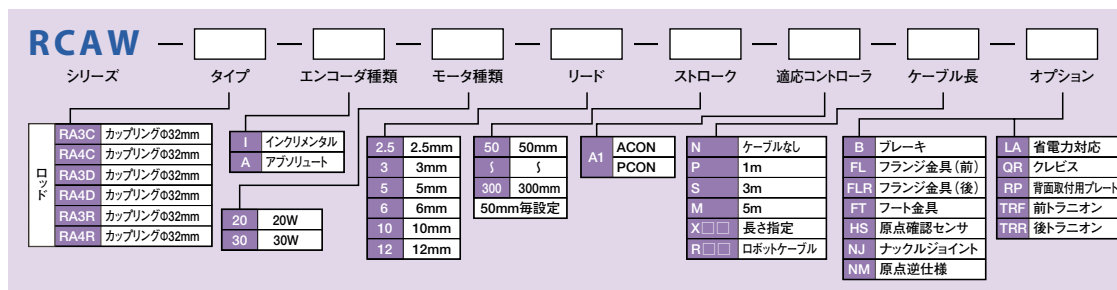 RCAW — — — — — — — —
シリーズ タイプ エンコーダ種類 モータ種類 リード ストローク 適応コントローラ ケーブル長 オプション
ロッド
RA3C カップリングΦ32mm
RA4C カップリングΦ32mm
RA3D カップリングΦ32mm
RA4D カップリングΦ32mm
RA3R カップリングΦ32mm
RA4R カップリングΦ32mm
I インクリメンタル
A アブソリュート
20 20W
30 30W
2.5 2.5mm
3 3mm
5 5mm
6 6mm
10 10mm
12 12mm
50 50mm
〜 〜
300 300mm
50mm毎設定
A1 ACON
PCON
N ケーブルなし
P 1m
S 3m
M 5m
X□□ 長さ指定
R□□ ロボットケーブル
B ブレーキ
FL フランジ金具(前)
FLR フランジ金具(後)
FT フート金具
HS 原点確認センサ
NJ ナックルジョイント
NM 原点逆仕様
LA 省電力対応
QR クレビス
RP 背面取付用プレート
TRF 前トラニオン
TRR 後トラニオン